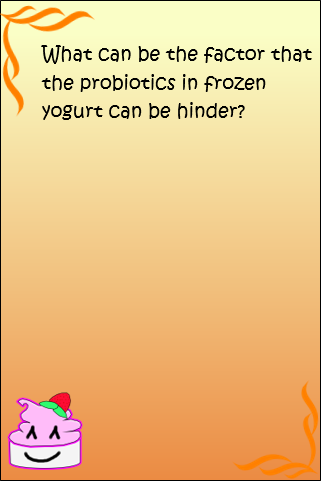 What can be the factor that
the probiotics in frozen
yogurt can be hinder?